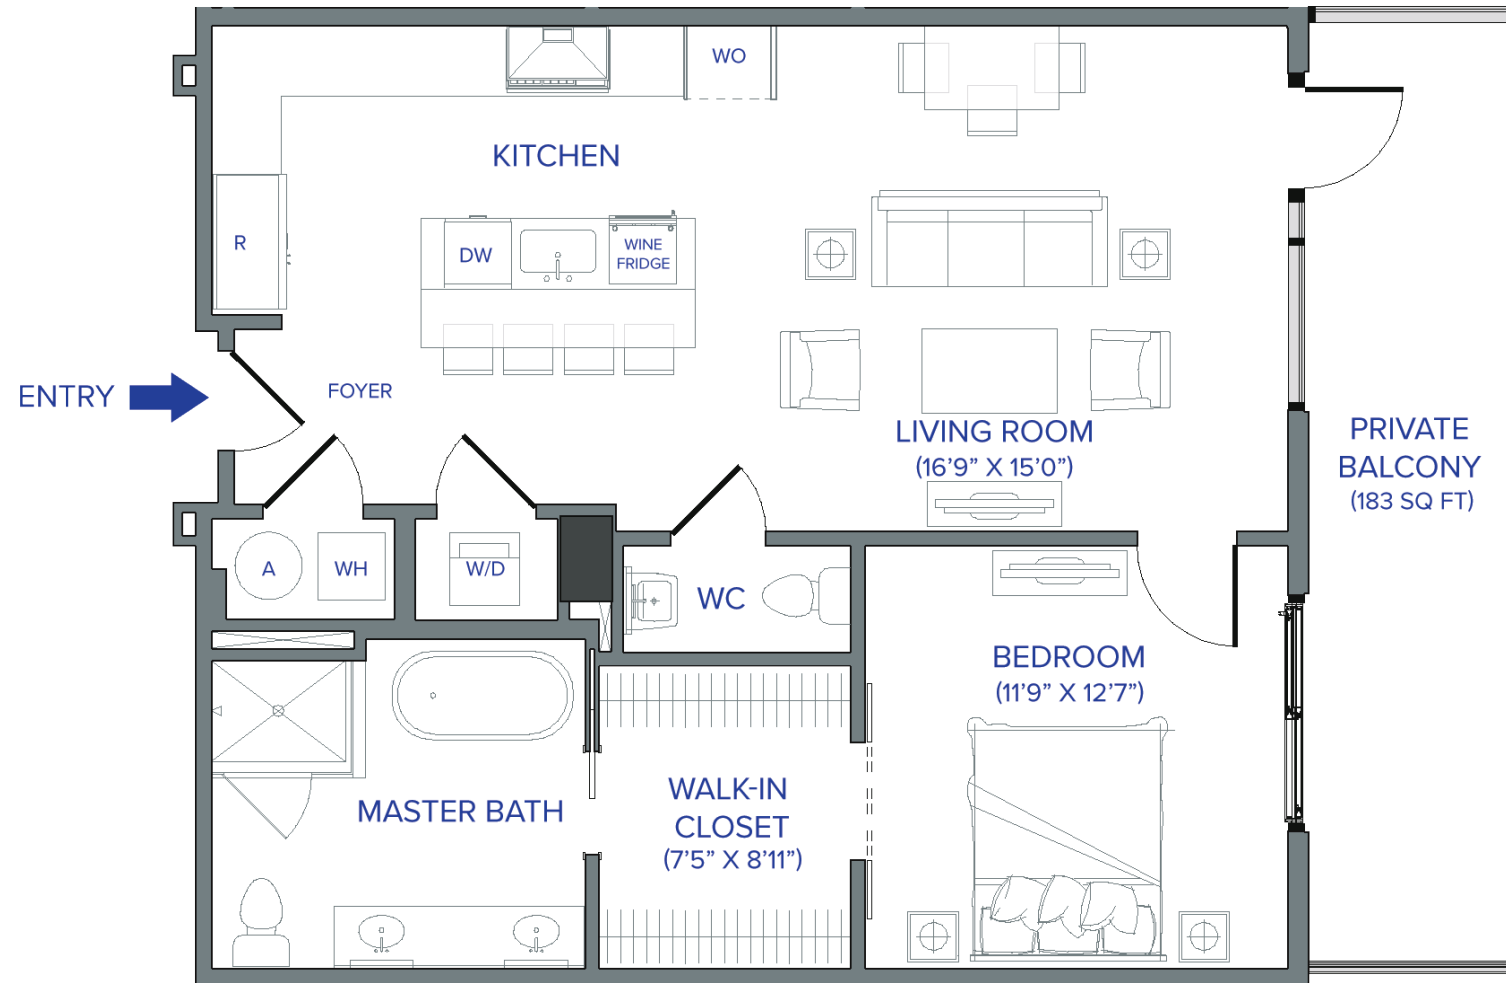 WO
KITCHEN
R
DW
WINE
FRIDGE
ENTRY
FOYER
LIVING ROOM
(16'9" X 15'0")
PRIVATE
BALCONY
(183 SQ FT)
A
WH
W/D
WC
BEDROOM
(11'9" X 12'7")
MASTER BATH
WALK-IN
CLOSET
(7'5" X 8'11")